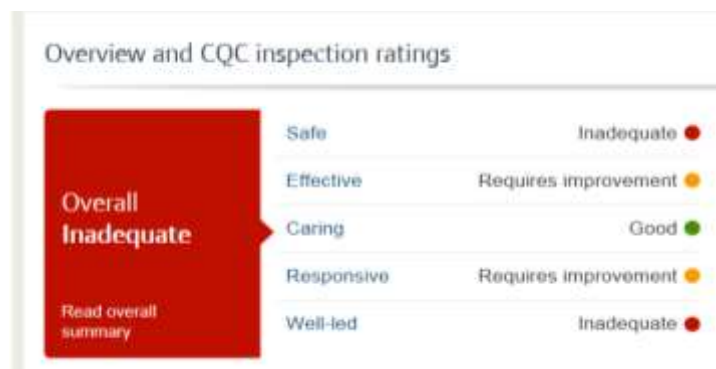 Overview and CQC inspection ratings
Overall
Inadequate
Read overall
summary
Safe Inadequate
Effective Requires improvement
Caring Good
Responsive Requires improvement
Well-led Inadequate